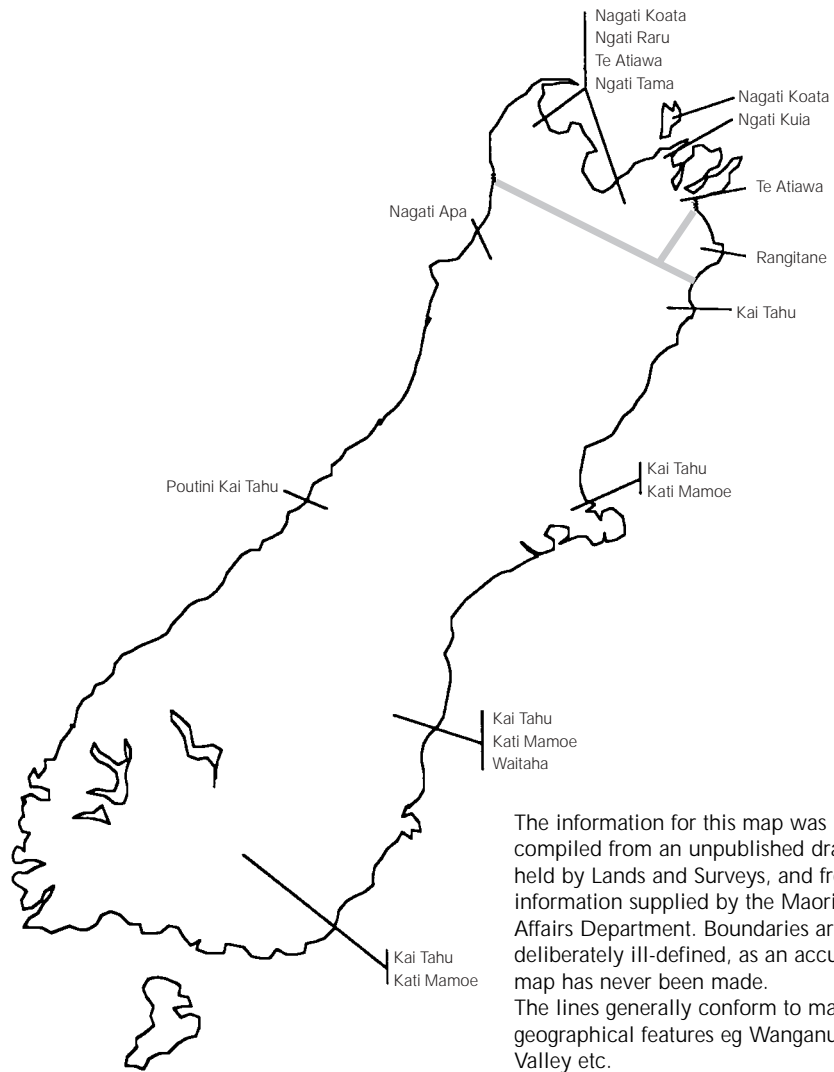 Nagati Koata
Ngati Raru
Te Atiawa
Ngati Tama
Nagati Koata
Ngati Kuia
Te Atiawa
Nagati Apa
Rangitane
Kai Tahu
Kai Tahu
Kati Mamoe
Poutini Kai Tahu
Kai Tahu
Kati Mamoe
Waitaha
The information for this map was
compiled from an unpublished dra
held by Lands and Surveys, and fr
information supplied by the Maori
Affairs Department. Boundaries ar
deliberately ill-defined, as an accu
map has never been made.
The lines generally conform to ma
geographical features eg Wanganu
Valley etc.
Kai Tahu
Kati Mamoe